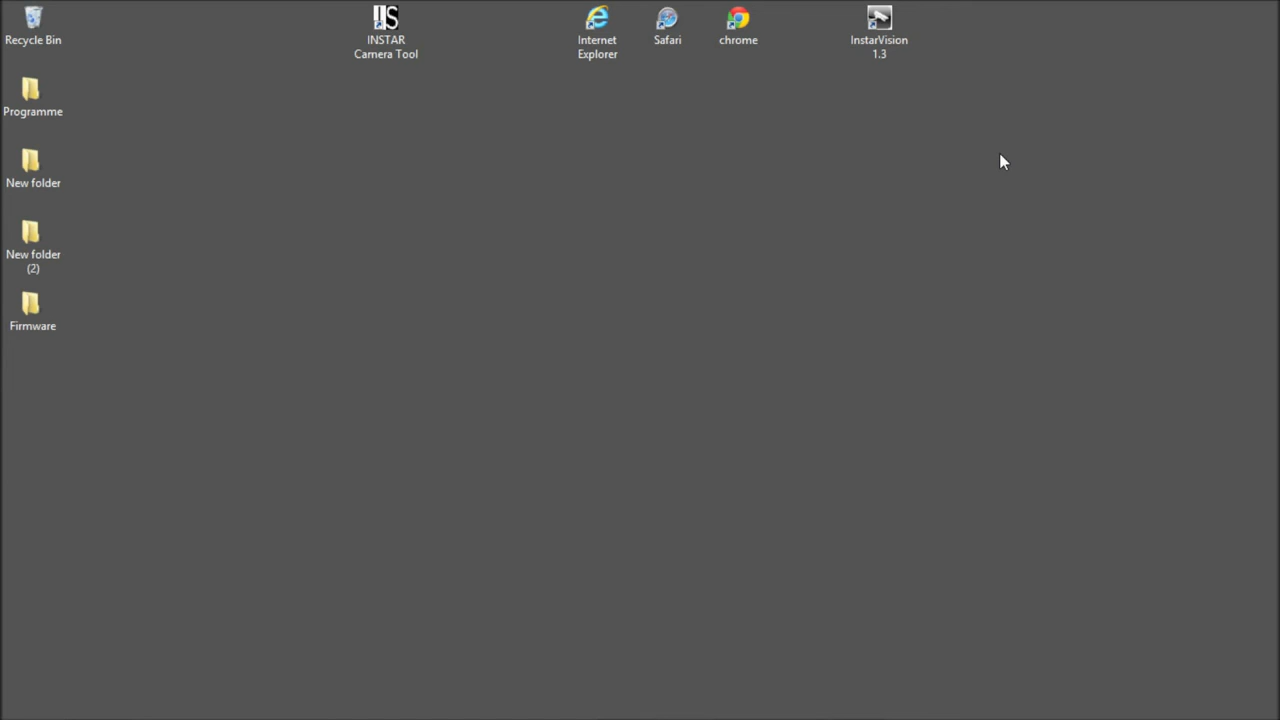 Recycle Bin
INSTAR
Camera Tool
Internet
Explorer
Safari
chrome
InstarVision
1.3
Programme
New folder
New folder
(2)
Firmware